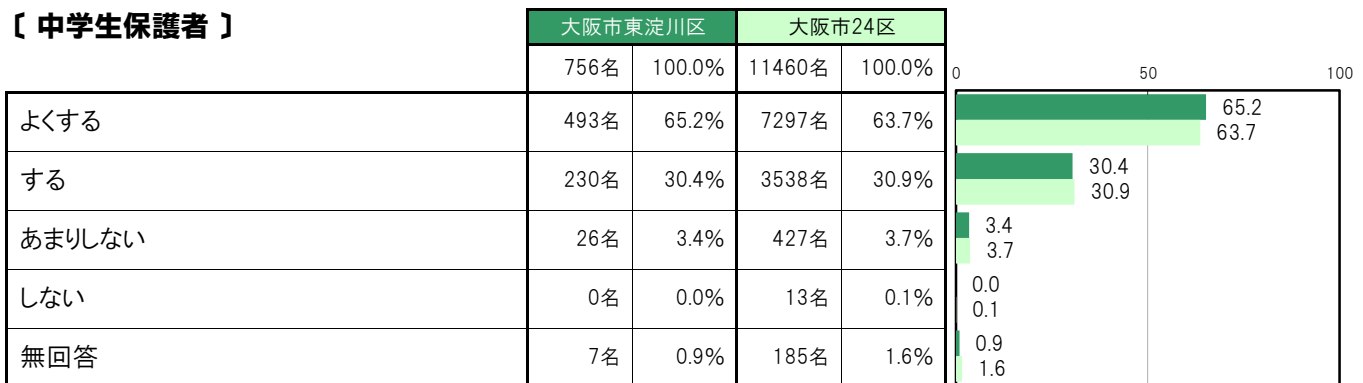 〔 中学生保護者 〕
大阪市東淀川区 大阪市24区
756名 100.0% 11460名 100.0%
0 50 100
よくする 493名 65.2% 7297名 63.7%
65.2
63.7
する 230名 30.4% 3538名 30.9%
30.4
30.9
あまりしない 26名 3.4% 427名 3.7%
3.4
3.7
しない 0名 0.0% 13名 0.1%
0.0
0.1
無回答 7名 0.9% 185名 1.6%
0.9
1.6